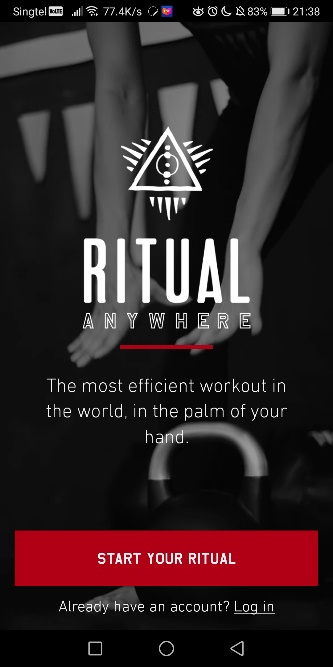 Singtel VoLTE 77.4K/s 83% 21:38
RITUAL
ANYWHERE
The most efficient workout in
the world, in the palm of your
hand.
START YOUR RITUAL
Already have an account? Log in